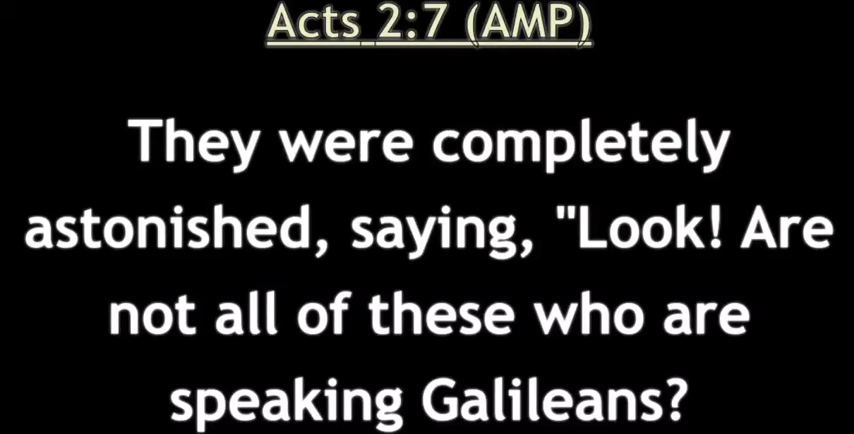 Acts 2:7 (AMP)
They were completely
astonished, saying, "Look! Are
not all of these who are
speaking Galileans?